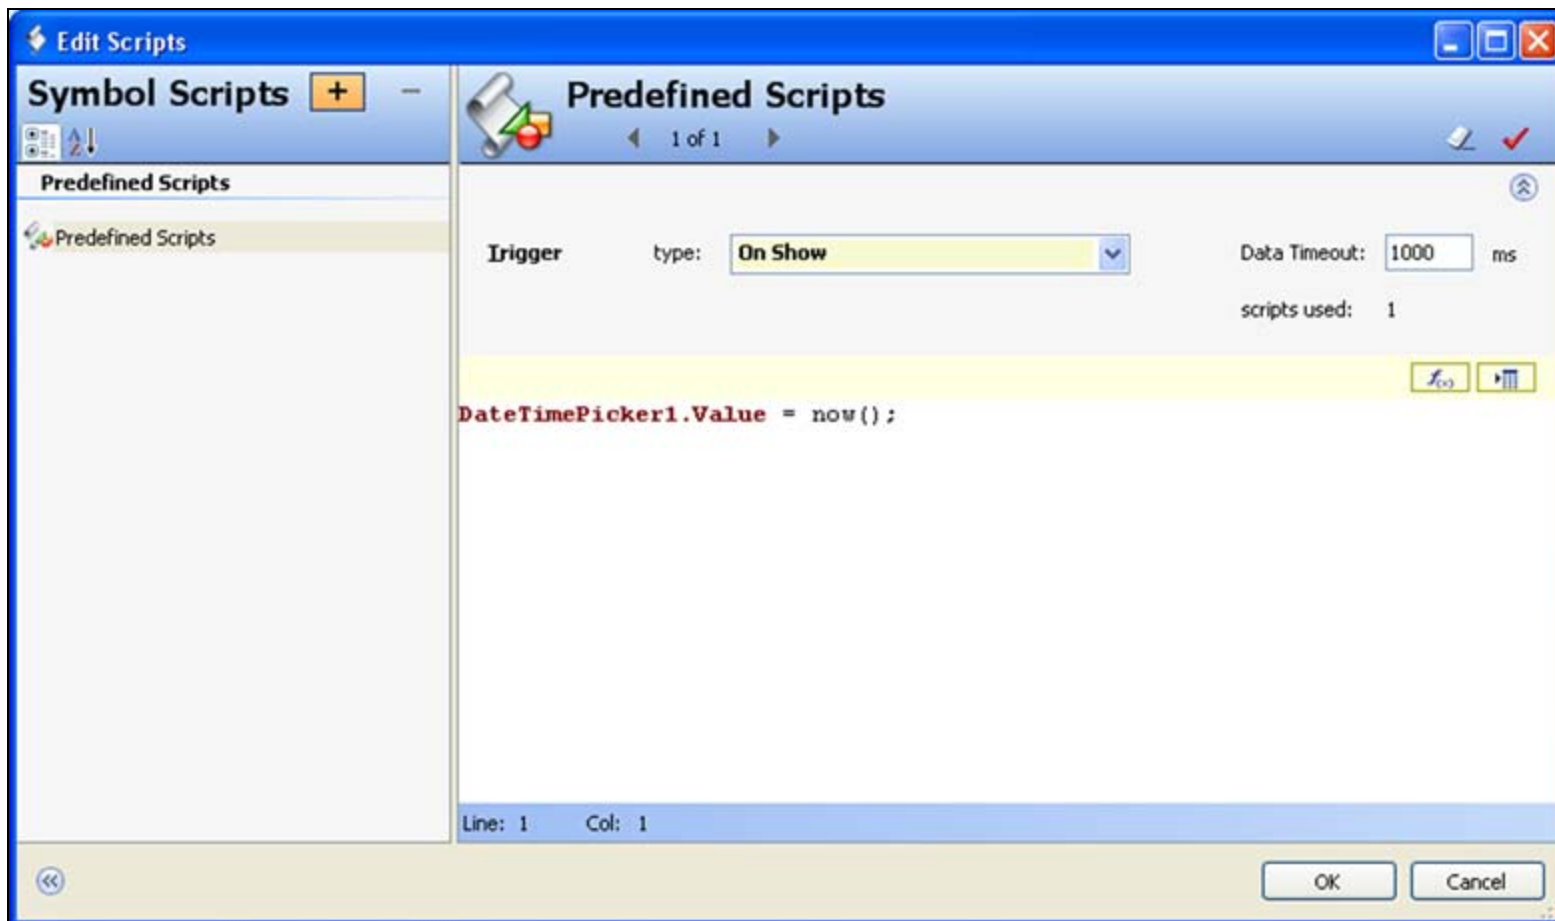 Edit Scripts
Symbol Scripts + -
Predefined Scripts
1 of 1
Predefined Scripts
Predefined Scripts
Trigger type: On Show Data Timeout: 1000 ms
scripts used: 1
f(x)
DateTimePicker1.Value = now();
Line: 1 Col: 1
OK Cancel